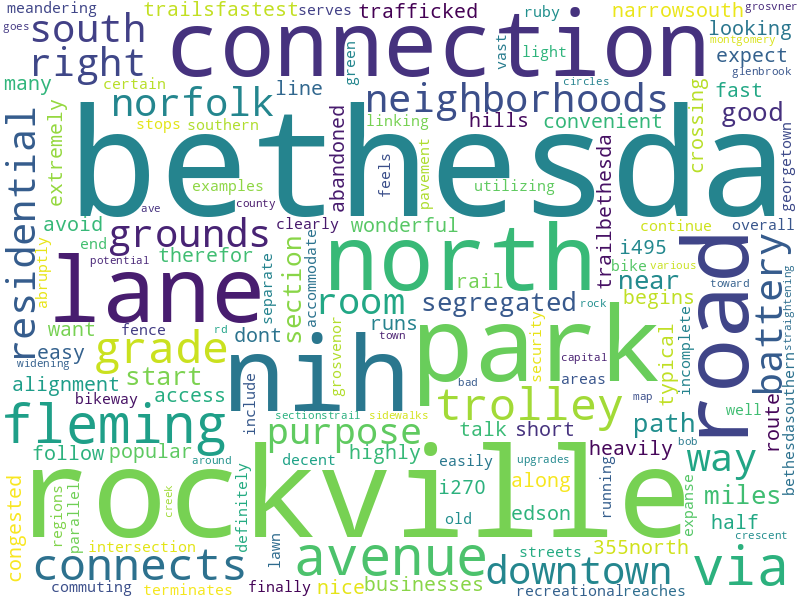 meandering
trailsfastest
serves
trafficked
ruby
narrowsouth
grosvner
goes
south
connection
vast
light
looking
montgomery
right
green
expect
glenbrook
many
certain
line
neighborhoods
fast
norfolk
hills
convenient
crossing
good
stops
southern
linking
circles
residential
extremely
bethesda
abandoned
feels
pavement
georgetown
examples
utilizing
ave
county
avoid
grounds
clearly
wonderful
trailbethesda
continue
overall
end
therefor
north
i495
road
battery
abruptly
potential
lane
separate
section
accommodate
room
rail
segregated
bike
various
near
begins
toward
straightening
want
fence
rd
dont
runs
town
rock
security
typical
incomplete
easy
grade
nih
grosvenor
park
capital
widening
start
alignment
bikeway
access
include
bad
areas
map
route
fleming
purpose
sectionstrail
sidewalks
trolley
talk
short
path
well
bethesdasouthern
follow
popular
highly
heavily
bob
way
around
decent
easily
upgrades
congested
regions
parallell
rockville
creek
definitely
i270
along
running
expanse
miles
old
edson
half
crescent
intersection
lawn
avenue
streets
355north
connects
finally
nice
businesses
downtown
via
commuting
terminates
recreationalreaches